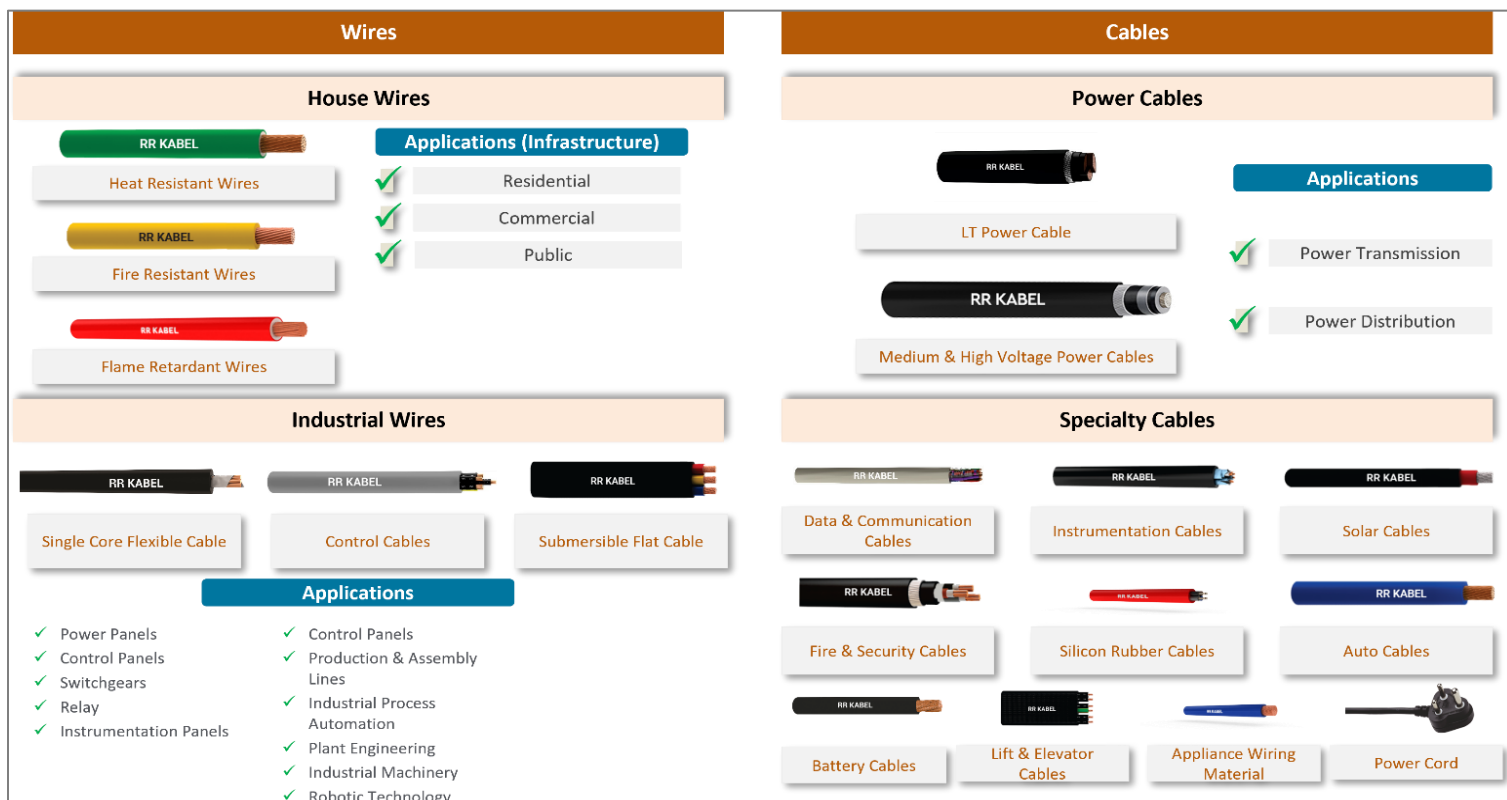 Wires
House Wires
RR KABEL
Heat Resistant Wires
RR KABEL
Fire Resistant Wires
RR KABEL
Flame Retardant Wires
Applications (Infrastructure)
Residential
Commercial
Public
Industrial Wires
RR KABEL
RR KABEL
RR KABEL
Single Core Flexible Cable
Control Cables
Submersible Flat Cable
Applications
Power Panels
Control Panels
Switchgears
Relay
Instrumentation Panels
Control Panels
Production & Assembly
Lines
Industrial Process
Automation
Plant Engineering
Industrial Machinery
Robotic Technology
Cables
Power Cables
RR KABEL
LT Power Cable
RR KABEL
Medium & High Voltage Power Cables
Applications
Power Transmission
Power Distribution
Specialty Cables
RR KABEL
RR KABEL
RR KABEL
Data & Communication
Cables
Instrumentation Cables
Solar Cables
RR KABEL
RR KABEL
RR KABEL
Fire & Security Cables
Silicon Rubber Cables
Auto Cables
RR KABEL
RR KABEL
RR KABEL
Battery Cables
Lift & Elevator
Cables
Appliance Wiring
Material
Power Cord